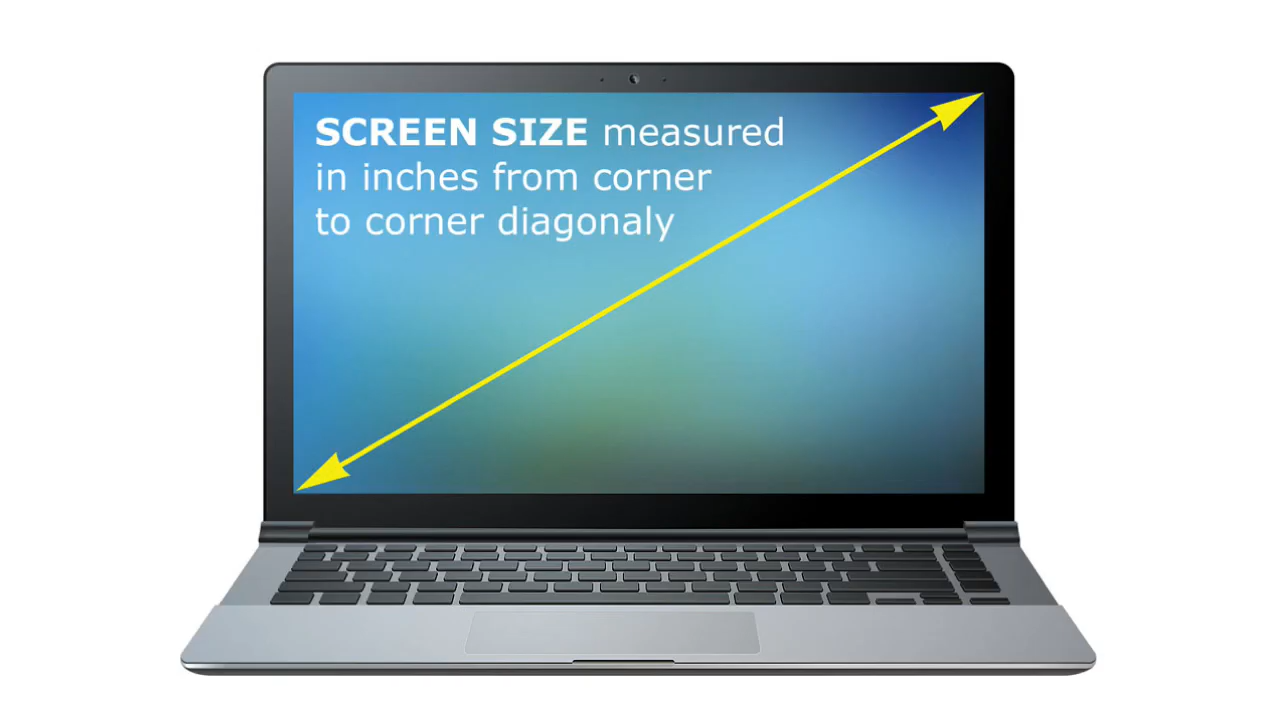 SCREEN SIZE measured
in inches from corner
to corner diagonaly